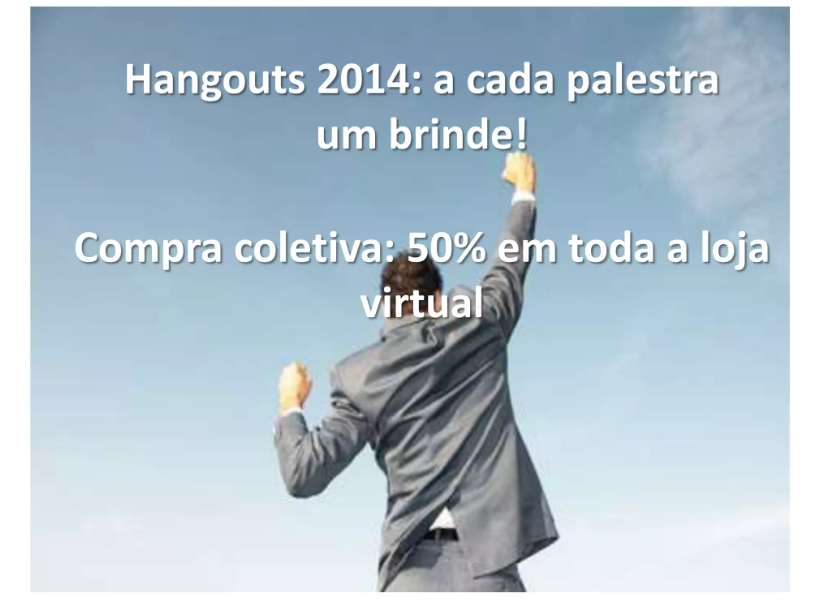 Hangouts 2014: a cada palestra
um brinde!
Compra coletiva: 50% em toda a loja
virtual